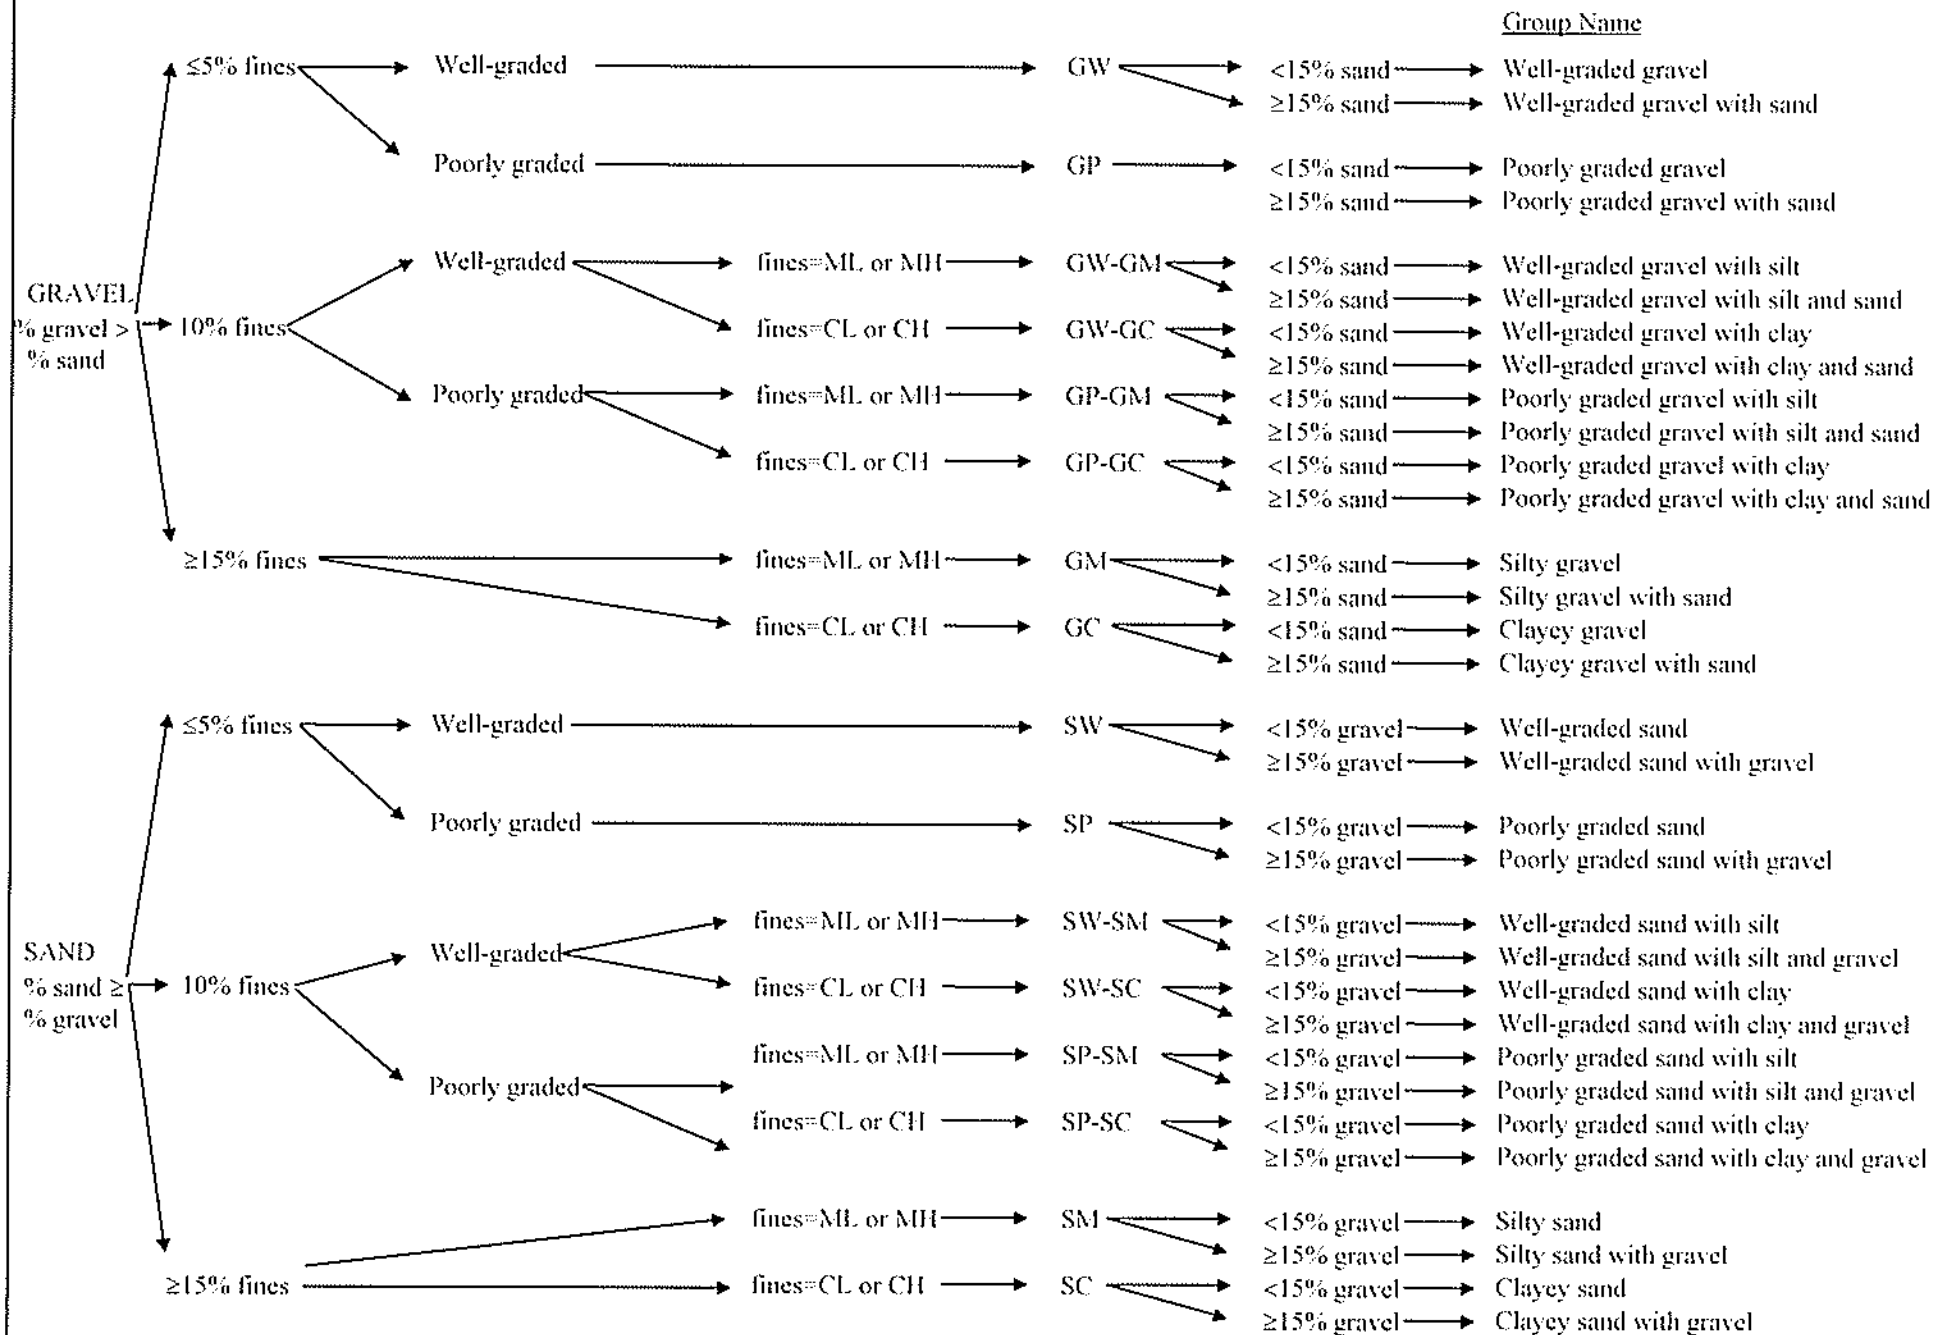 Group Name
≤5% fines Well-graded GW <15% sand Well-graded gravel
≥15% sand Well-graded gravel with sand
Poorly graded GP <15% sand Poorly graded gravel
≥15% sand Poorly graded gravel with sand
Well-graded fines=ML or MH GW-GM <15% sand Well-graded gravel with silt
GRAVEL ≥15% sand Well-graded gravel with silt and sand
% gravel > 10% fines fines=CL or CH GW-GC <15% sand Well-graded gravel with clay
% sand ≥15% sand Well-graded gravel with clay and sand
Poorly graded fines=ML or MH GP-GM <15% sand Poorly graded gravel with silt
≥15% sand Poorly graded gravel with silt and sand
fines=CL or CH GP-GC <15% sand Poorly graded gravel with clay
≥15% sand Poorly graded gravel with clay and sand
≥15% fines fines=ML or MH GM <15% sand Silty gravel
≥15% sand Silty gravel with sand
fines=CL or CH GC <15% sand Clayey gravel
≥15% sand Clayey gravel with sand
≤5% fines Well-graded SW <15% gravel Well-graded sand
≥15% gravel Well-graded sand with gravel
Poorly graded SP <15% gravel Poorly graded sand
≥15% gravel Poorly graded sand with gravel
fines=ML or MH SW-SM <15% gravel Well-graded sand with silt
SAND Well-graded ≥15% gravel Well-graded sand with silt and gravel
% sand ≥ 10% fines fines=CL or CH SW-SC <15% gravel Well-graded sand with clay
% gravel ≥15% gravel Well-graded sand with clay and gravel
fines=ML or MH SP-SM <15% gravel Poorly graded sand with silt
Poorly graded ≥15% gravel Poorly graded sand with silt and gravel
fines=CL or CH SP-SC <15% gravel Poorly graded sand with clay
≥15% gravel Poorly graded sand with clay and gravel
fines=ML or MH SM <15% gravel Silty sand
≥15% gravel Silty sand with gravel
≥15% fines fines=CL or CH SC <15% gravel Clayey sand
≥15% gravel Clayey sand with gravel